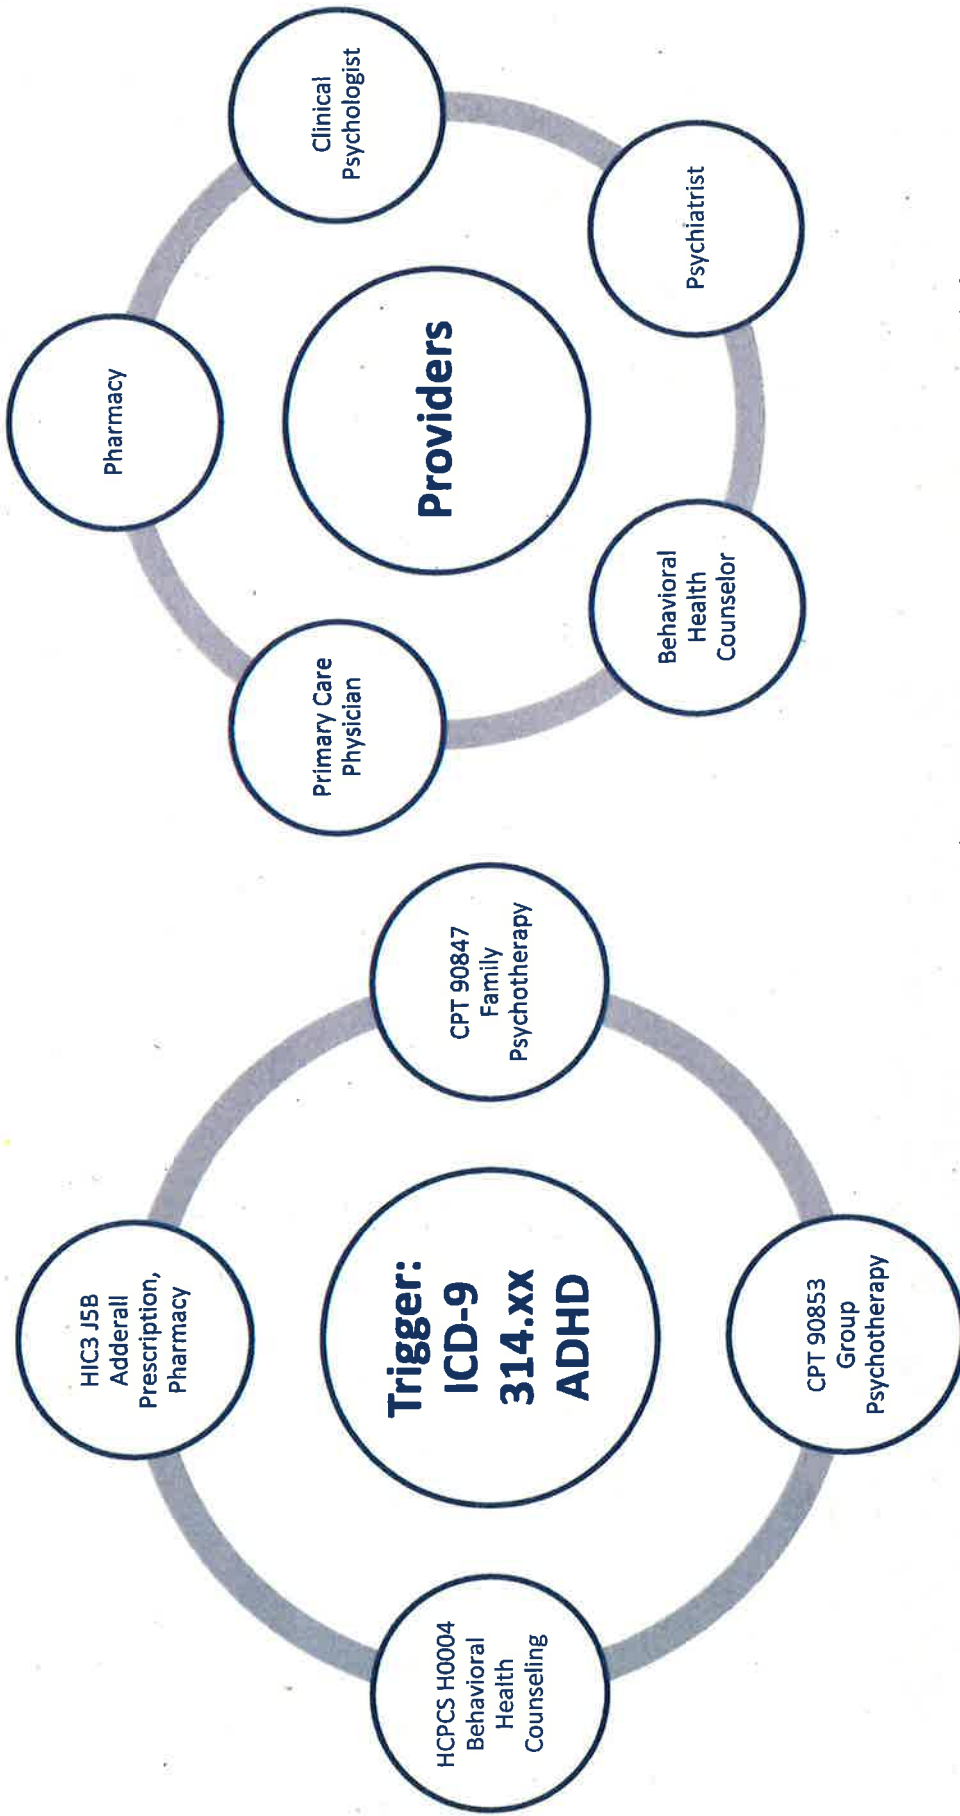 Trigger:
ICD-9
314.xx
ADHD
HIC3 J5B
Adderall
Prescription,
Pharmacy
CPT 90847
Family
Psychotherapy
CPT 90853
Group
Psychotherapy
HCPCS H0004
Behavioral
Health
Counseling
Providers
Pharmacy
Clinical
Psychologist
Psychiatrist
Behavioral
Health
Counselor
Primary Care
Physician